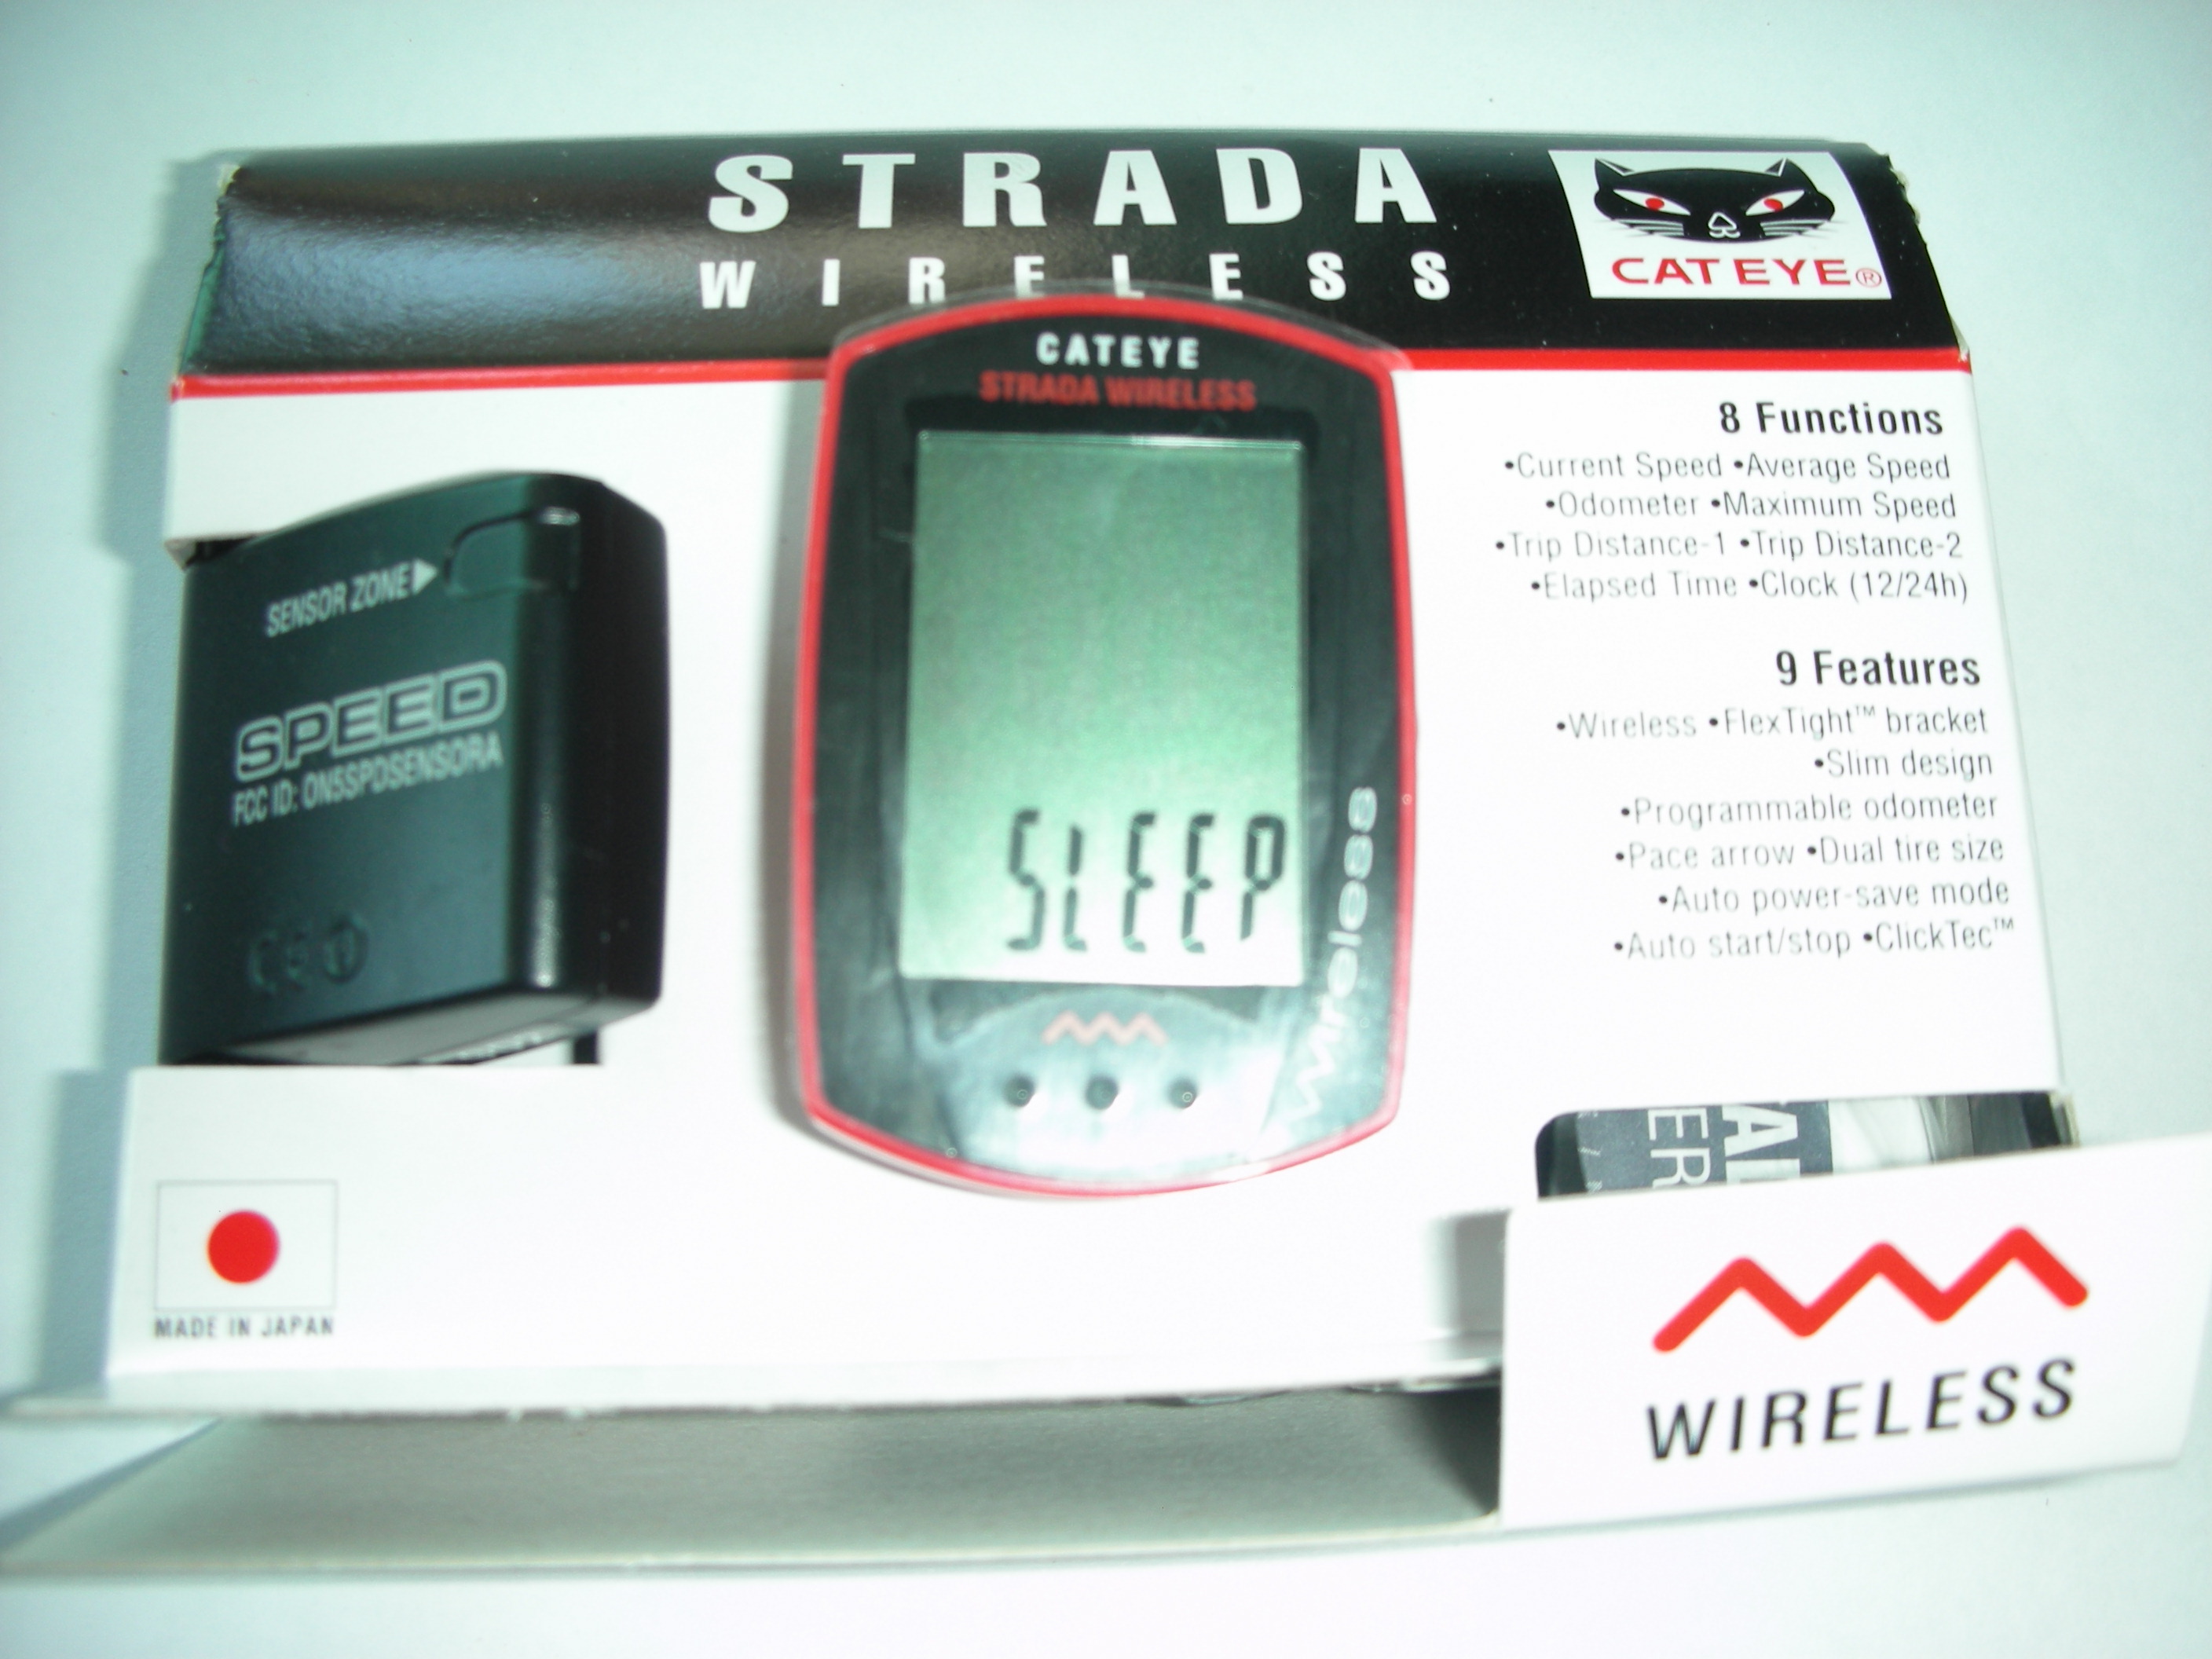 STRADA
WIRELESS
CATEYE®
CATEYE
STRADA WIRELESS
SLEEP
Wireless
SENSOR ZONE
SPEED
FCC ID: ON5SPDSENSORA
CE
8 Functions
•Current Speed •Average Speed
•Odometer •Maximum Speed
•Trip Distance-1 •Trip Distance-2
•Elapsed Time •Clock (12/24h)
9 Features
•Wireless •FlexTight™ bracket
•Slim design
•Programmable odometer
•Pace arrow •Dual tire size
•Auto power-save mode
•Auto start/stop •ClickTec™
MADE IN JAPAN
WIRELESS